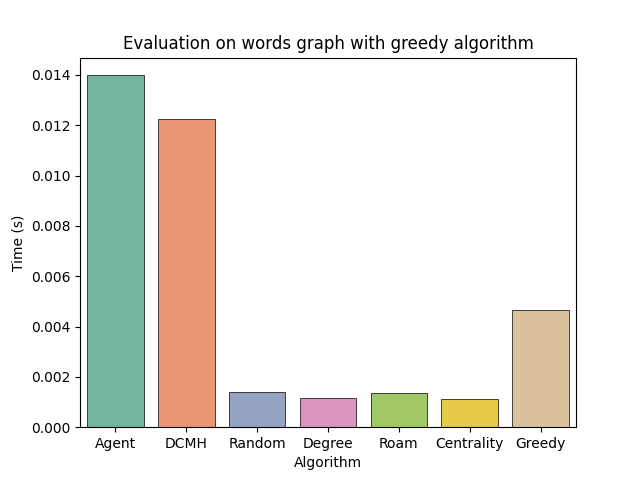 Evaluation on words graph with greedy algorithm
0.014
0.012
0.010
0.008
0.006
0.004
0.002
0.000
Time (s)
Agent DCMH Random Degree Roam Centrality Greedy
Algorithm